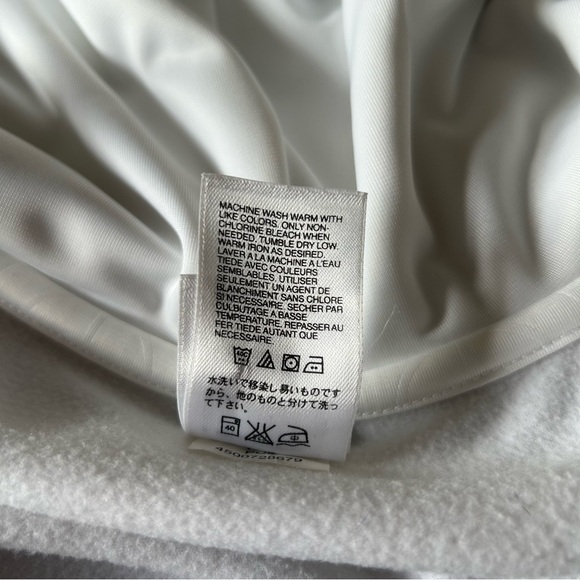 MACHINE WASH WARM WITH
LIKE COLORS. ONLY NON-
CHLORINE BLEACH WHEN
NEEDED, TUMBLE DRY LOW.
WARM IRON AS DESIRED.
LAVER A LA MACHINE A L'EAU
TIEDE AVEC COULEURS
SEMBLABLES. UTILISER
SEULEMENT UN AGENT DE
BLANCHIMENT SANS CHLORE
SI NECESSAIRE. SECHER PAR
CULBUTAGE A BASSE
TEMPERATURE. REPASSER AU
FER TIEDE AUTANT QUE
NECESSAIRE.
水洗いで移染し易いものです
から、他のものと分けて洗っ
て下さい。
40
4500728679